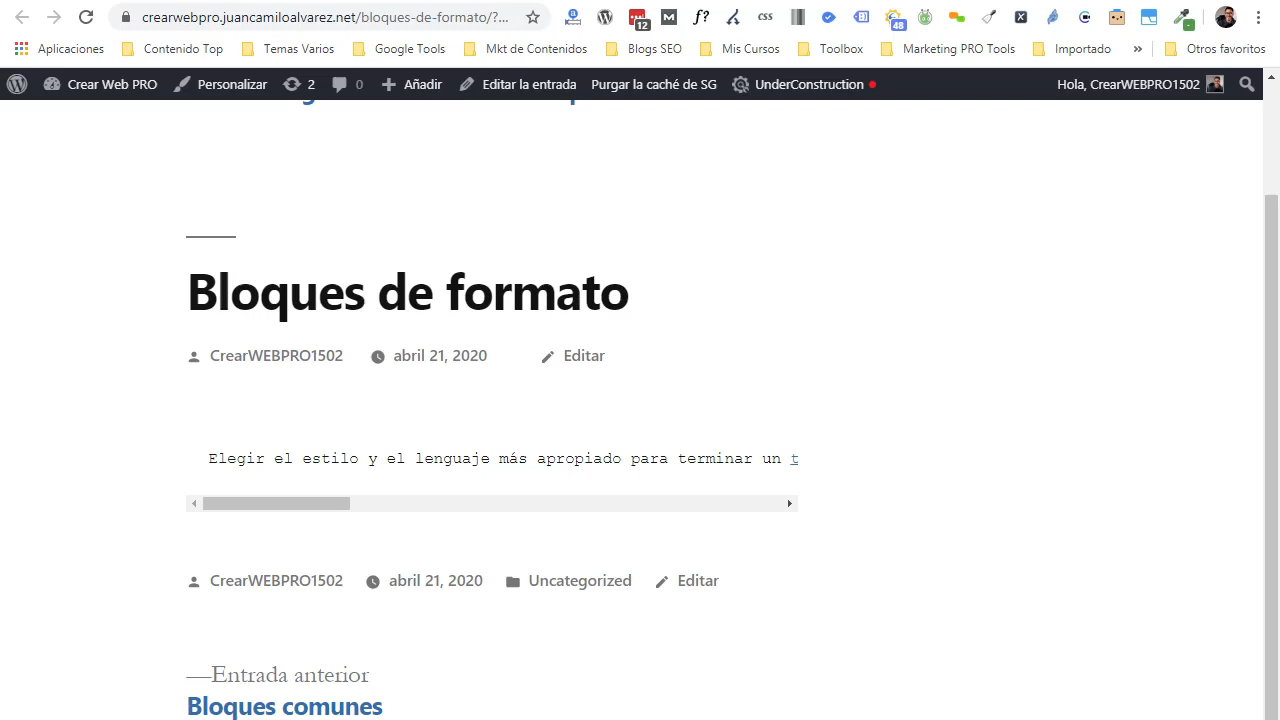 crearwebpro.juancamiloalvarez.net/bloques-de-formato/?...
12
f?
css
48
Aplicaciones
Contenido Top
Temas Varios
Google Tools
Mkt de Contenidos
Blogs SEO
Mis Cursos
Toolbox
Marketing PRO Tools
Importado
»
Otros favoritos
Crear Web PRO
Personalizar
2
0
Añadir
Editar la entrada
Purgar la caché de SG
UnderConstruction
Hola, CrearWEBPRO1502
Bloques de formato
CrearWEBPRO1502 abril 21, 2020 Editar
Elegir el estilo y el lenguaje más apropiado para terminar un t
CrearWEBPRO1502 abril 21, 2020 Uncategorized Editar
—Entrada anterior
Bloques comunes